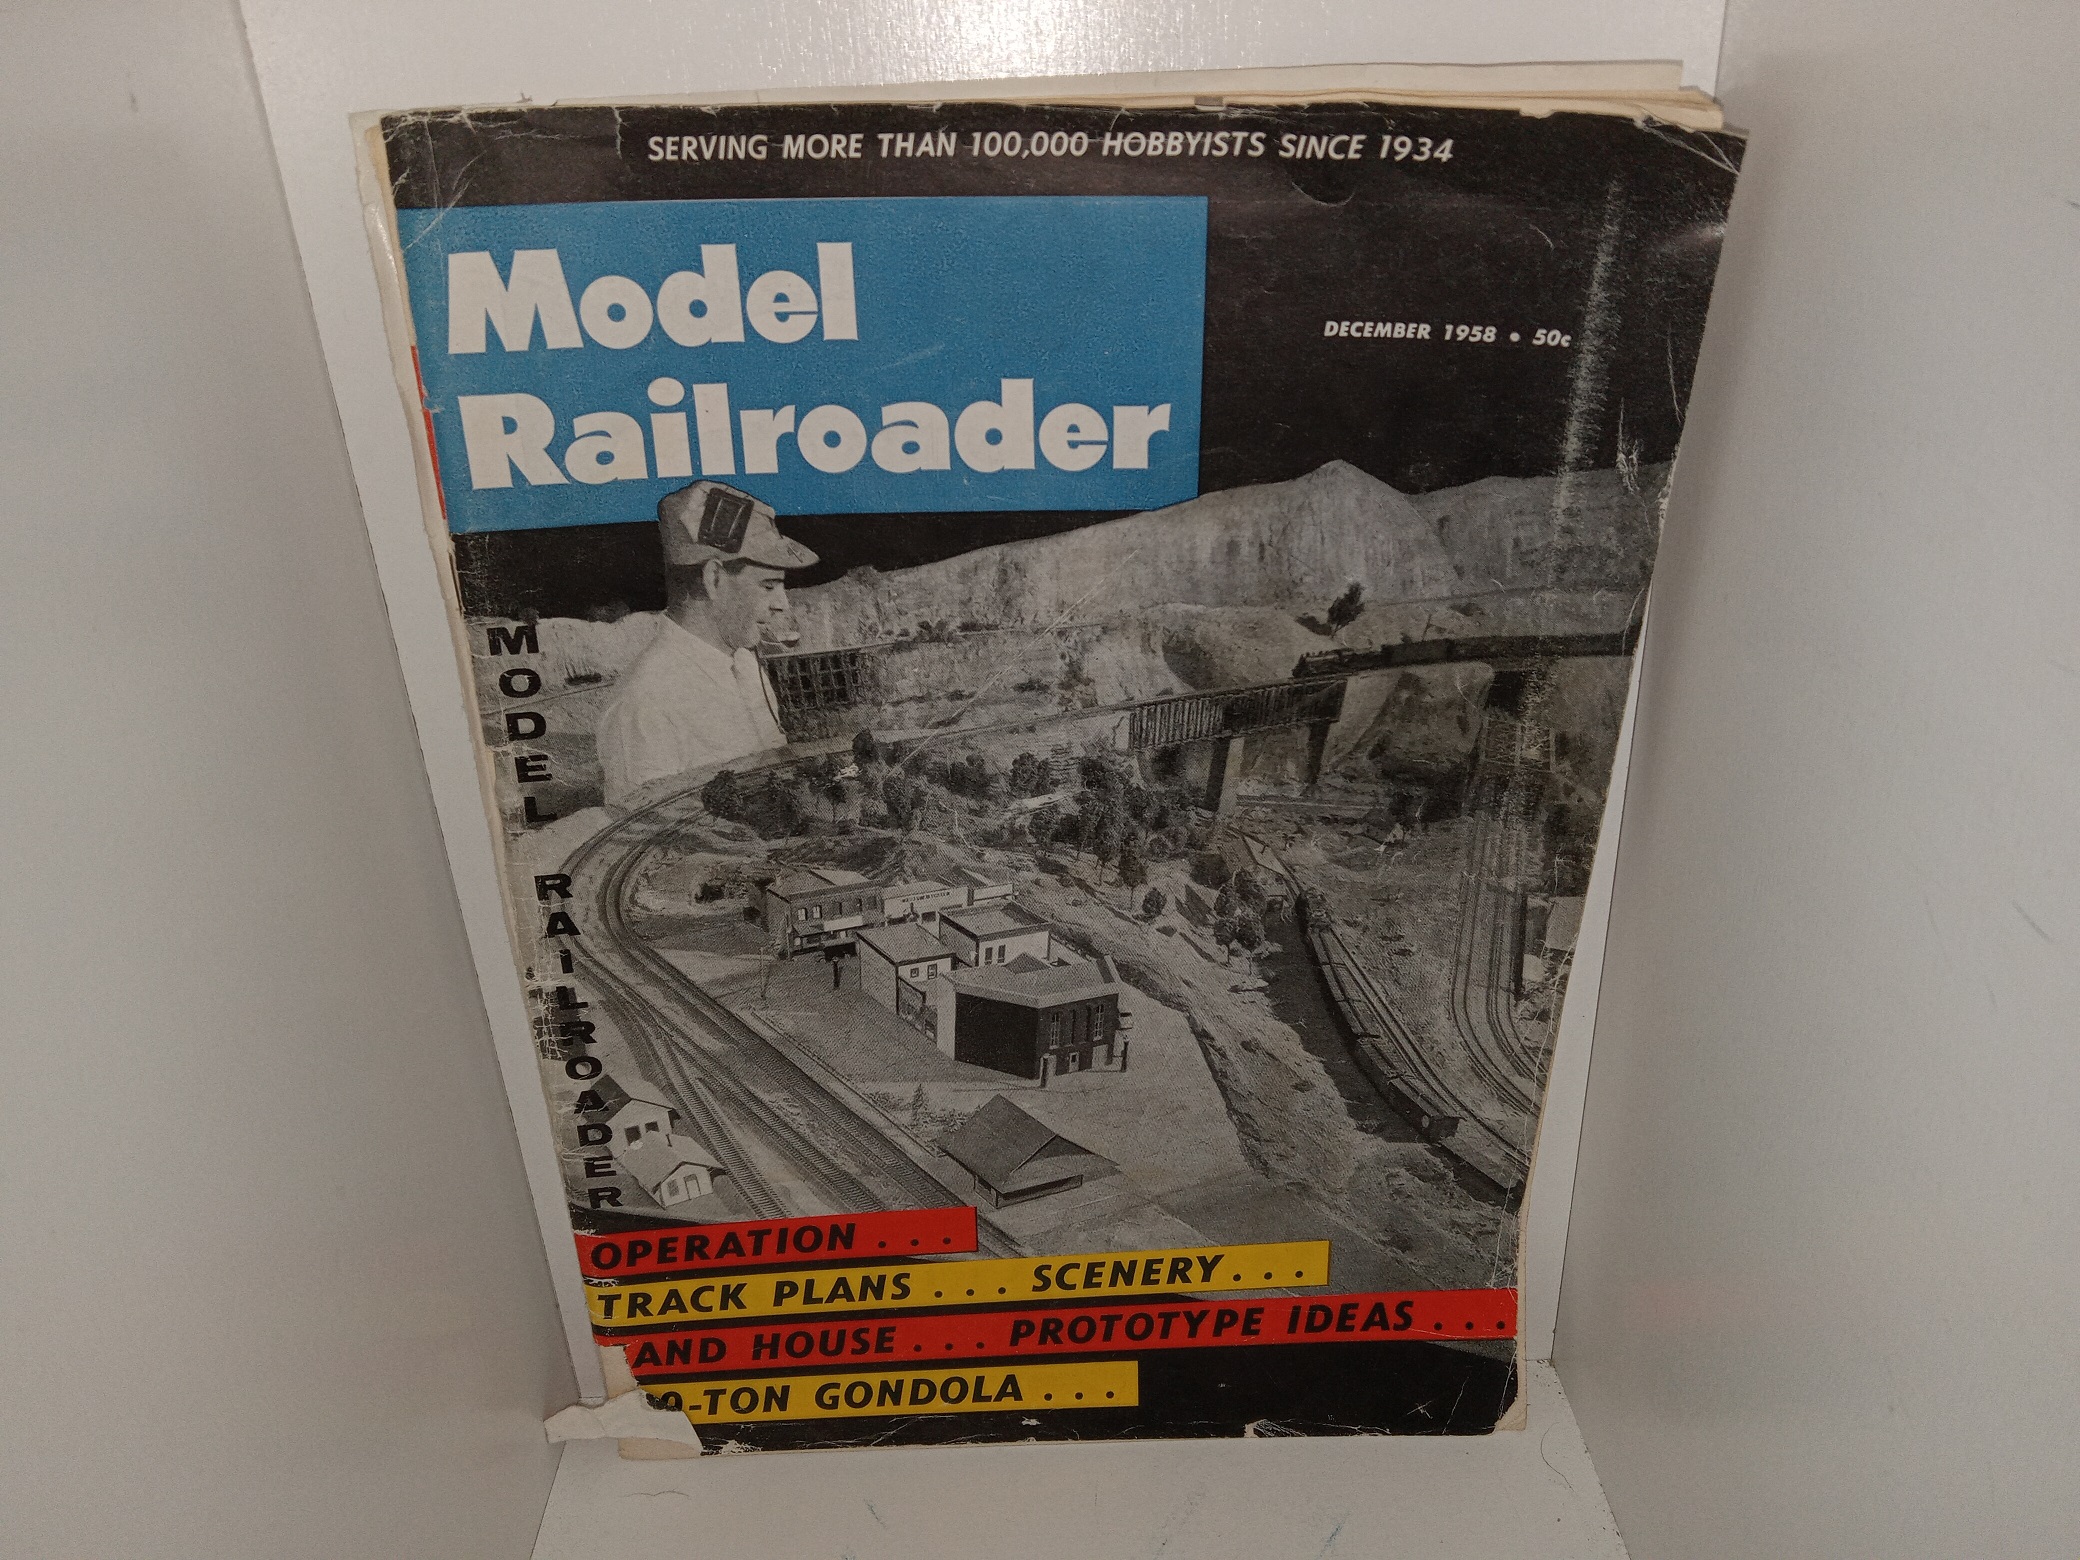 SERVING MORE THAN 100,000 HOBBYISTS SINCE 1934
Model
Railroader
DECEMBER 1958 • 50c
MODEL RAILROADER
OPERATION . . .
TRACK PLANS . . . SCENERY . . .
AND HOUSE . . . PROTOTYPE IDEAS . . .
0-TON GONDOLA . . .